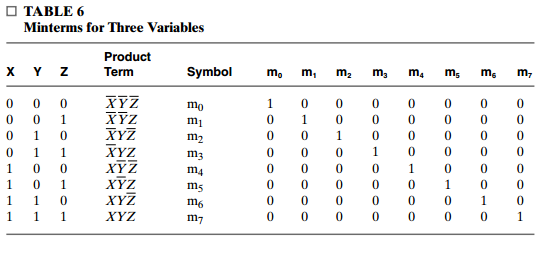 □ TABLE 6
Minterms for Three Variables
X Y Z Product Term Symbol m₀ m₁ m₂ m₃ m₄ m₅ m₆ m₇
0 0 0 X̅Y̅Z̅ m₀ 1 0 0 0 0 0 0 0
0 0 1 X̅Y̅Z m₁ 0 1 0 0 0 0 0 0
0 1 0 X̅YZ̅ m₂ 0 0 1 0 0 0 0 0
0 1 1 X̅YZ m₃ 0 0 0 1 0 0 0 0
1 0 0 XY̅Z̅ m₄ 0 0 0 0 1 0 0 0
1 0 1 XY̅Z m₅ 0 0 0 0 0 1 0 0
1 1 0 XYZ̅ m₆ 0 0 0 0 0 0 1 0
1 1 1 XYZ m₇ 0 0 0 0 0 0 0 1